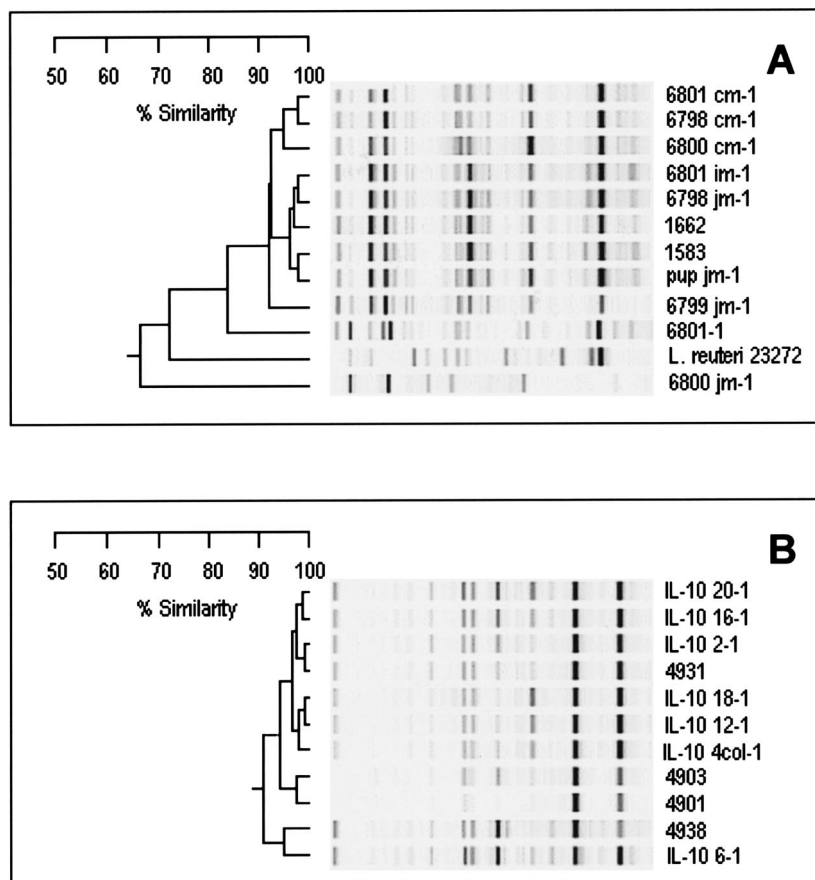 A
50 60 70 80 90 100
% Similarity
6801 cm-1
6798 cm-1
6800 cm-1
6801 im-1
6798 jm-1
1662
1583
pup jm-1
6799 jm-1
6801-1
L. reuteri 23272
6800 jm-1
B
50 60 70 80 90 100
% Similarity
IL-10 20-1
IL-10 16-1
IL-10 2-1
4931
IL-10 18-1
IL-10 12-1
IL-10 4col-1
4903
4901
4938
IL-10 6-1